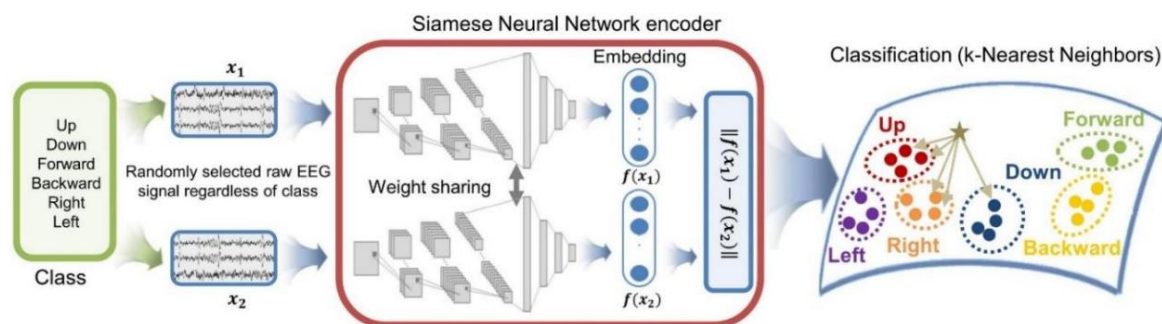 Siamese Neural Network encoder
Classification (k-Nearest Neighbors)
x₁
Embedding
Up
Down
Forward
Backward
Right
Left
Class
Randomly selected raw EEG
signal regardless of class
Weight sharing
f(x₁)
‖f(x₁) − f(x₂)‖
x₂
f(x₂)
Up
Forward
Down
Left
Right
Backward